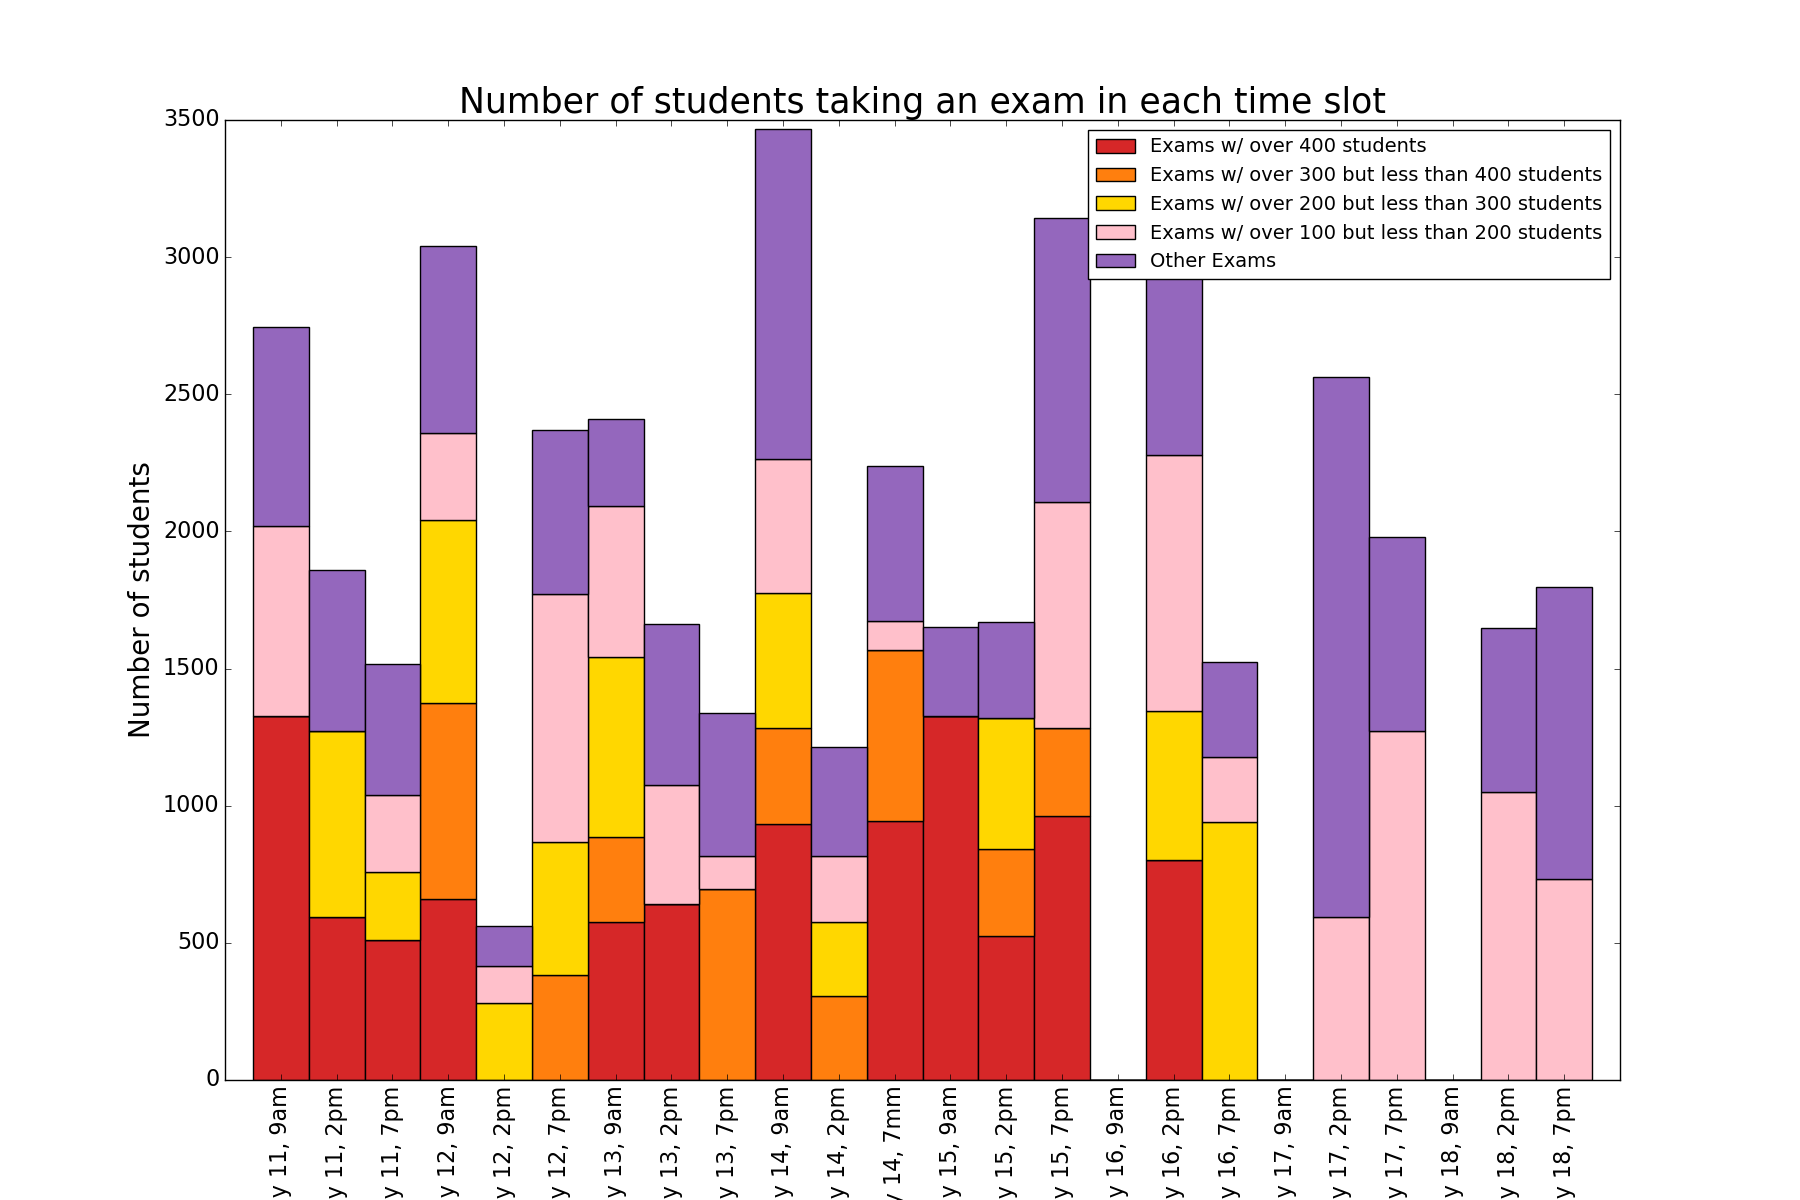 Number of students taking an exam in each time slot
Exams w/ over 400 students
Exams w/ over 300 but less than 400 students
Exams w/ over 200 but less than 300 students
Exams w/ over 100 but less than 200 students
Other Exams
Number of students
3500
3000
2500
2000
1500
1000
500
0
y 11, 9am
y 11, 2pm
y 11, 7pm
y 12, 9am
y 12, 2pm
y 12, 7pm
y 13, 9am
y 13, 2pm
y 13, 7pm
y 14, 9am
y 14, 2pm
y 14, 7mm
y 15, 9am
y 15, 2pm
y 15, 7pm
y 16, 9am
y 16, 2pm
y 16, 7pm
y 17, 9am
y 17, 2pm
y 17, 7pm
y 18, 9am
y 18, 2pm
y 18, 7pm